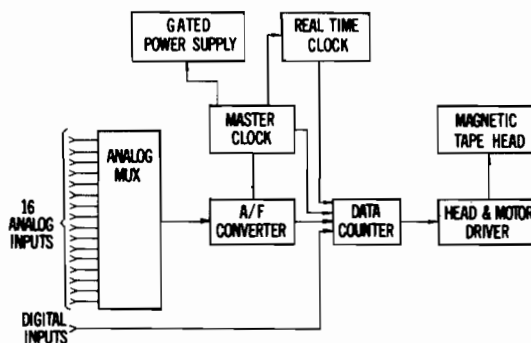 GATED
POWER SUPPLY
REAL TIME
CLOCK
MASTER
CLOCK
MAGNETIC
TAPE HEAD
ANALOG
MUX
16
ANALOG
INPUTS
A/F
CONVERTER
DATA
COUNTER
HEAD & MOTOR
DRIVER
DIGITAL
INPUTS